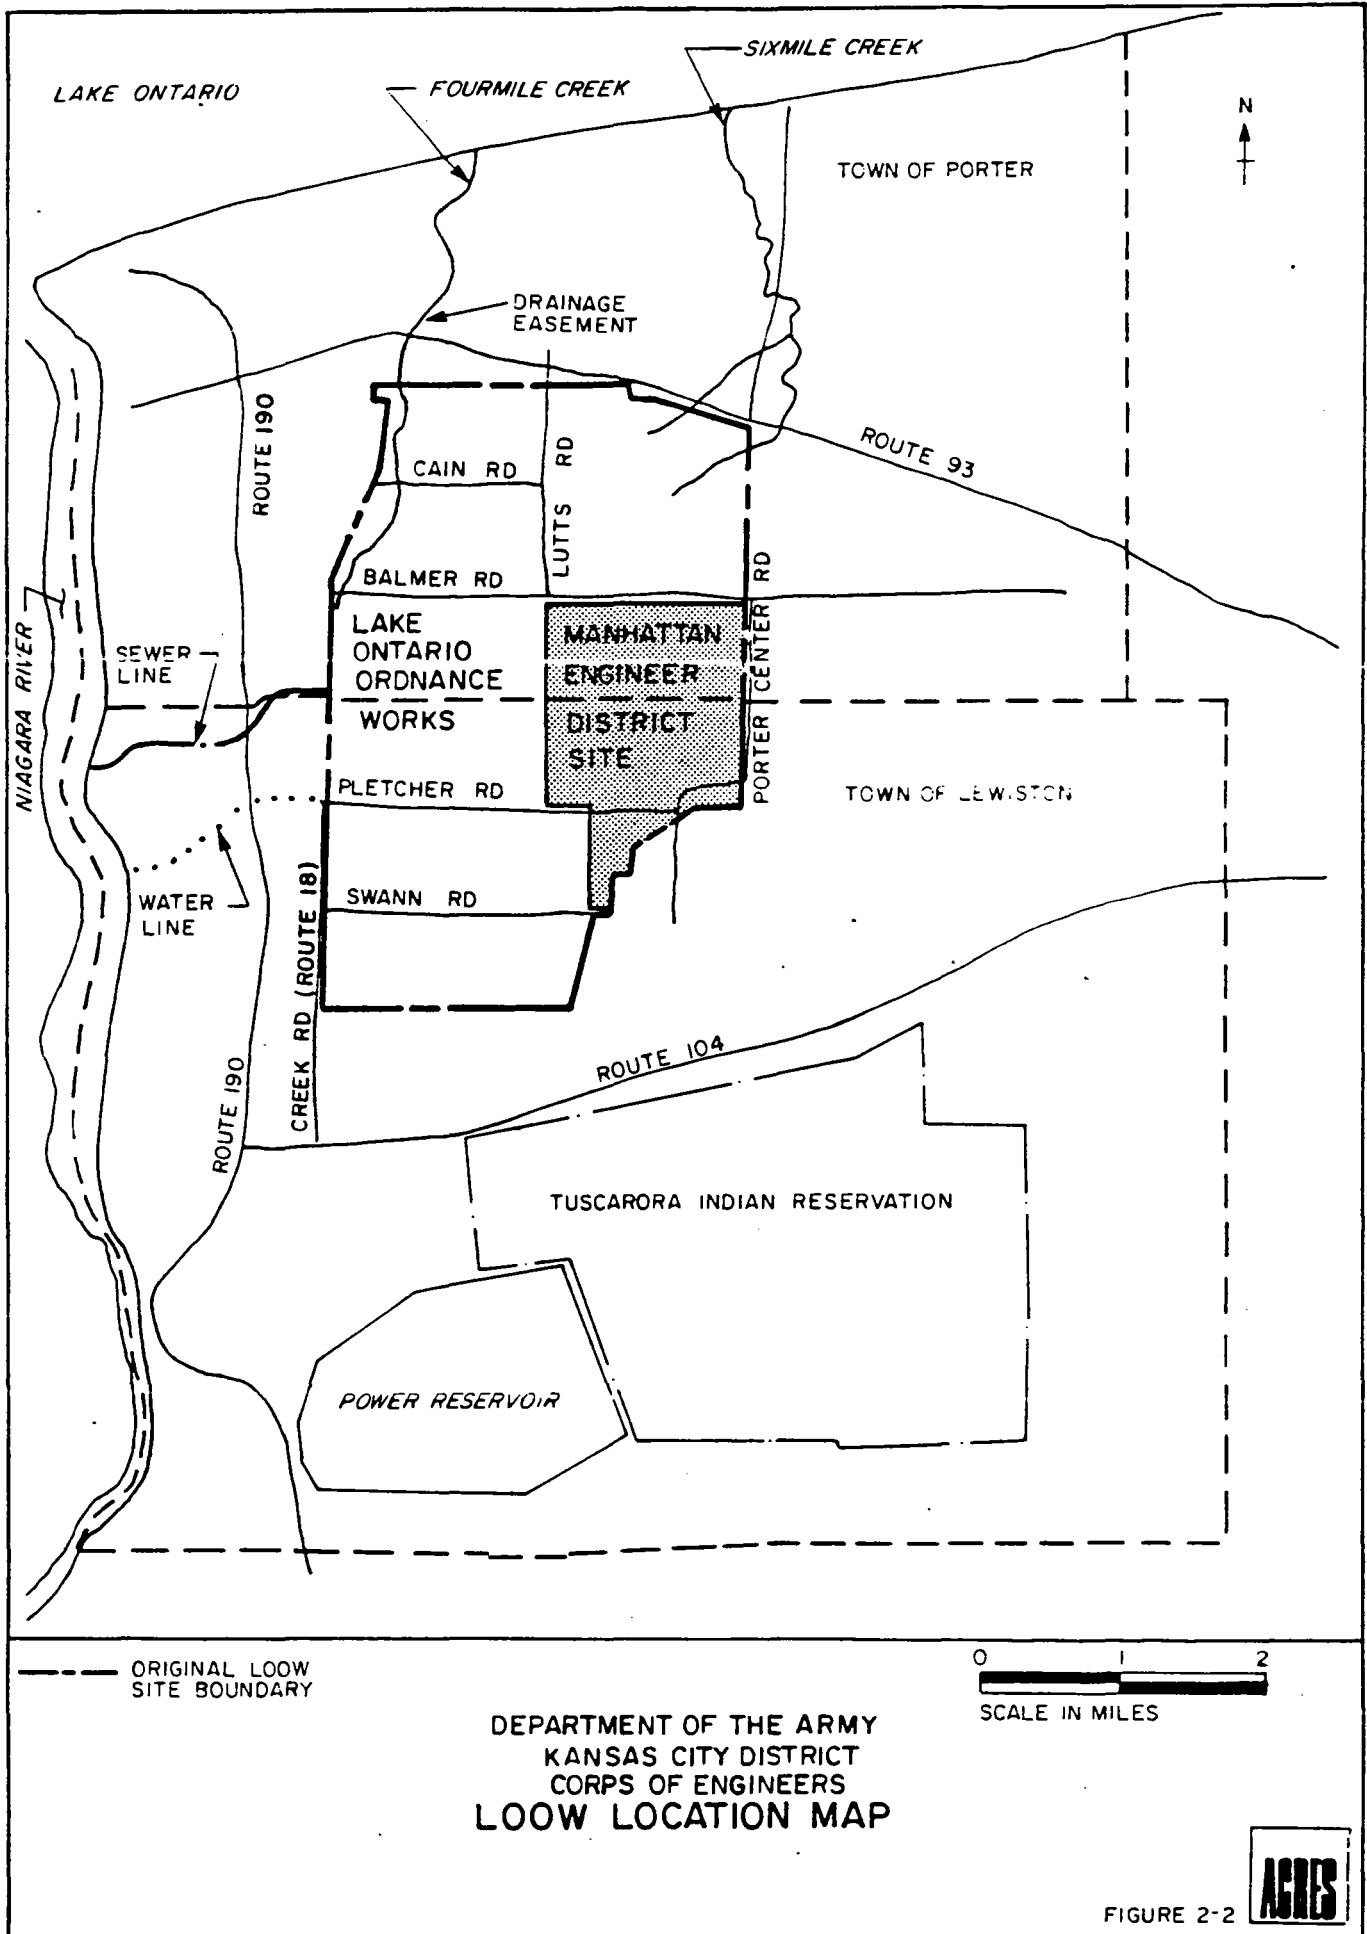 SIXMILE CREEK
LAKE ONTARIO
FOURMILE CREEK
N
TOWN OF PORTER
DRAINAGE
EASEMENT
ROUTE 190
CAIN RD
LUTTS RD
ROUTE 93
BALMER RD
PORTER CENTER RD
NIAGARA RIVER
LAKE
ONTARIO
ORDNANCE
WORKS
MANHATTAN
ENGINEER
DISTRICT
SITE
SEWER
LINE
PLETCHER RD
TOWN OF LEWISTON
WATER
LINE
SWANN RD
CREEK RD (ROUTE 18)
ROUTE 104
ROUTE 190
TUSCARORA INDIAN RESERVATION
POWER RESERVOIR
ORIGINAL LOOW
SITE BOUNDARY
0 1 2
SCALE IN MILES
DEPARTMENT OF THE ARMY
KANSAS CITY DISTRICT
CORPS OF ENGINEERS
LOOW LOCATION MAP
ACRES
FIGURE 2-2